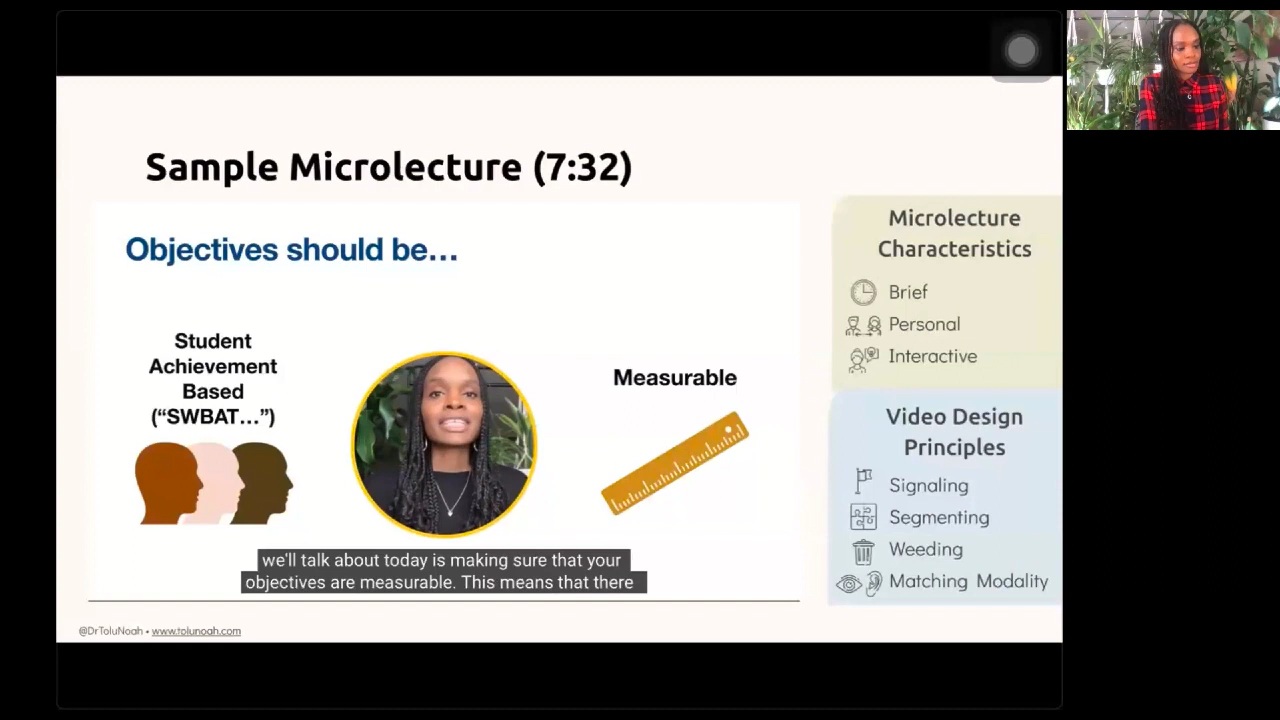 Sample Microlecture (7:32)
Objectives should be...
Student
Achievement
Based
(“SWBAT...”)
Measurable
we'll talk about today is making sure that your
objectives are measurable. This means that there
@DrToluNoah • www.tolunoah.com
Microlecture
Characteristics
Brief
Personal
Interactive
Video Design
Principles
Signaling
Segmenting
Weeding
Matching Modality